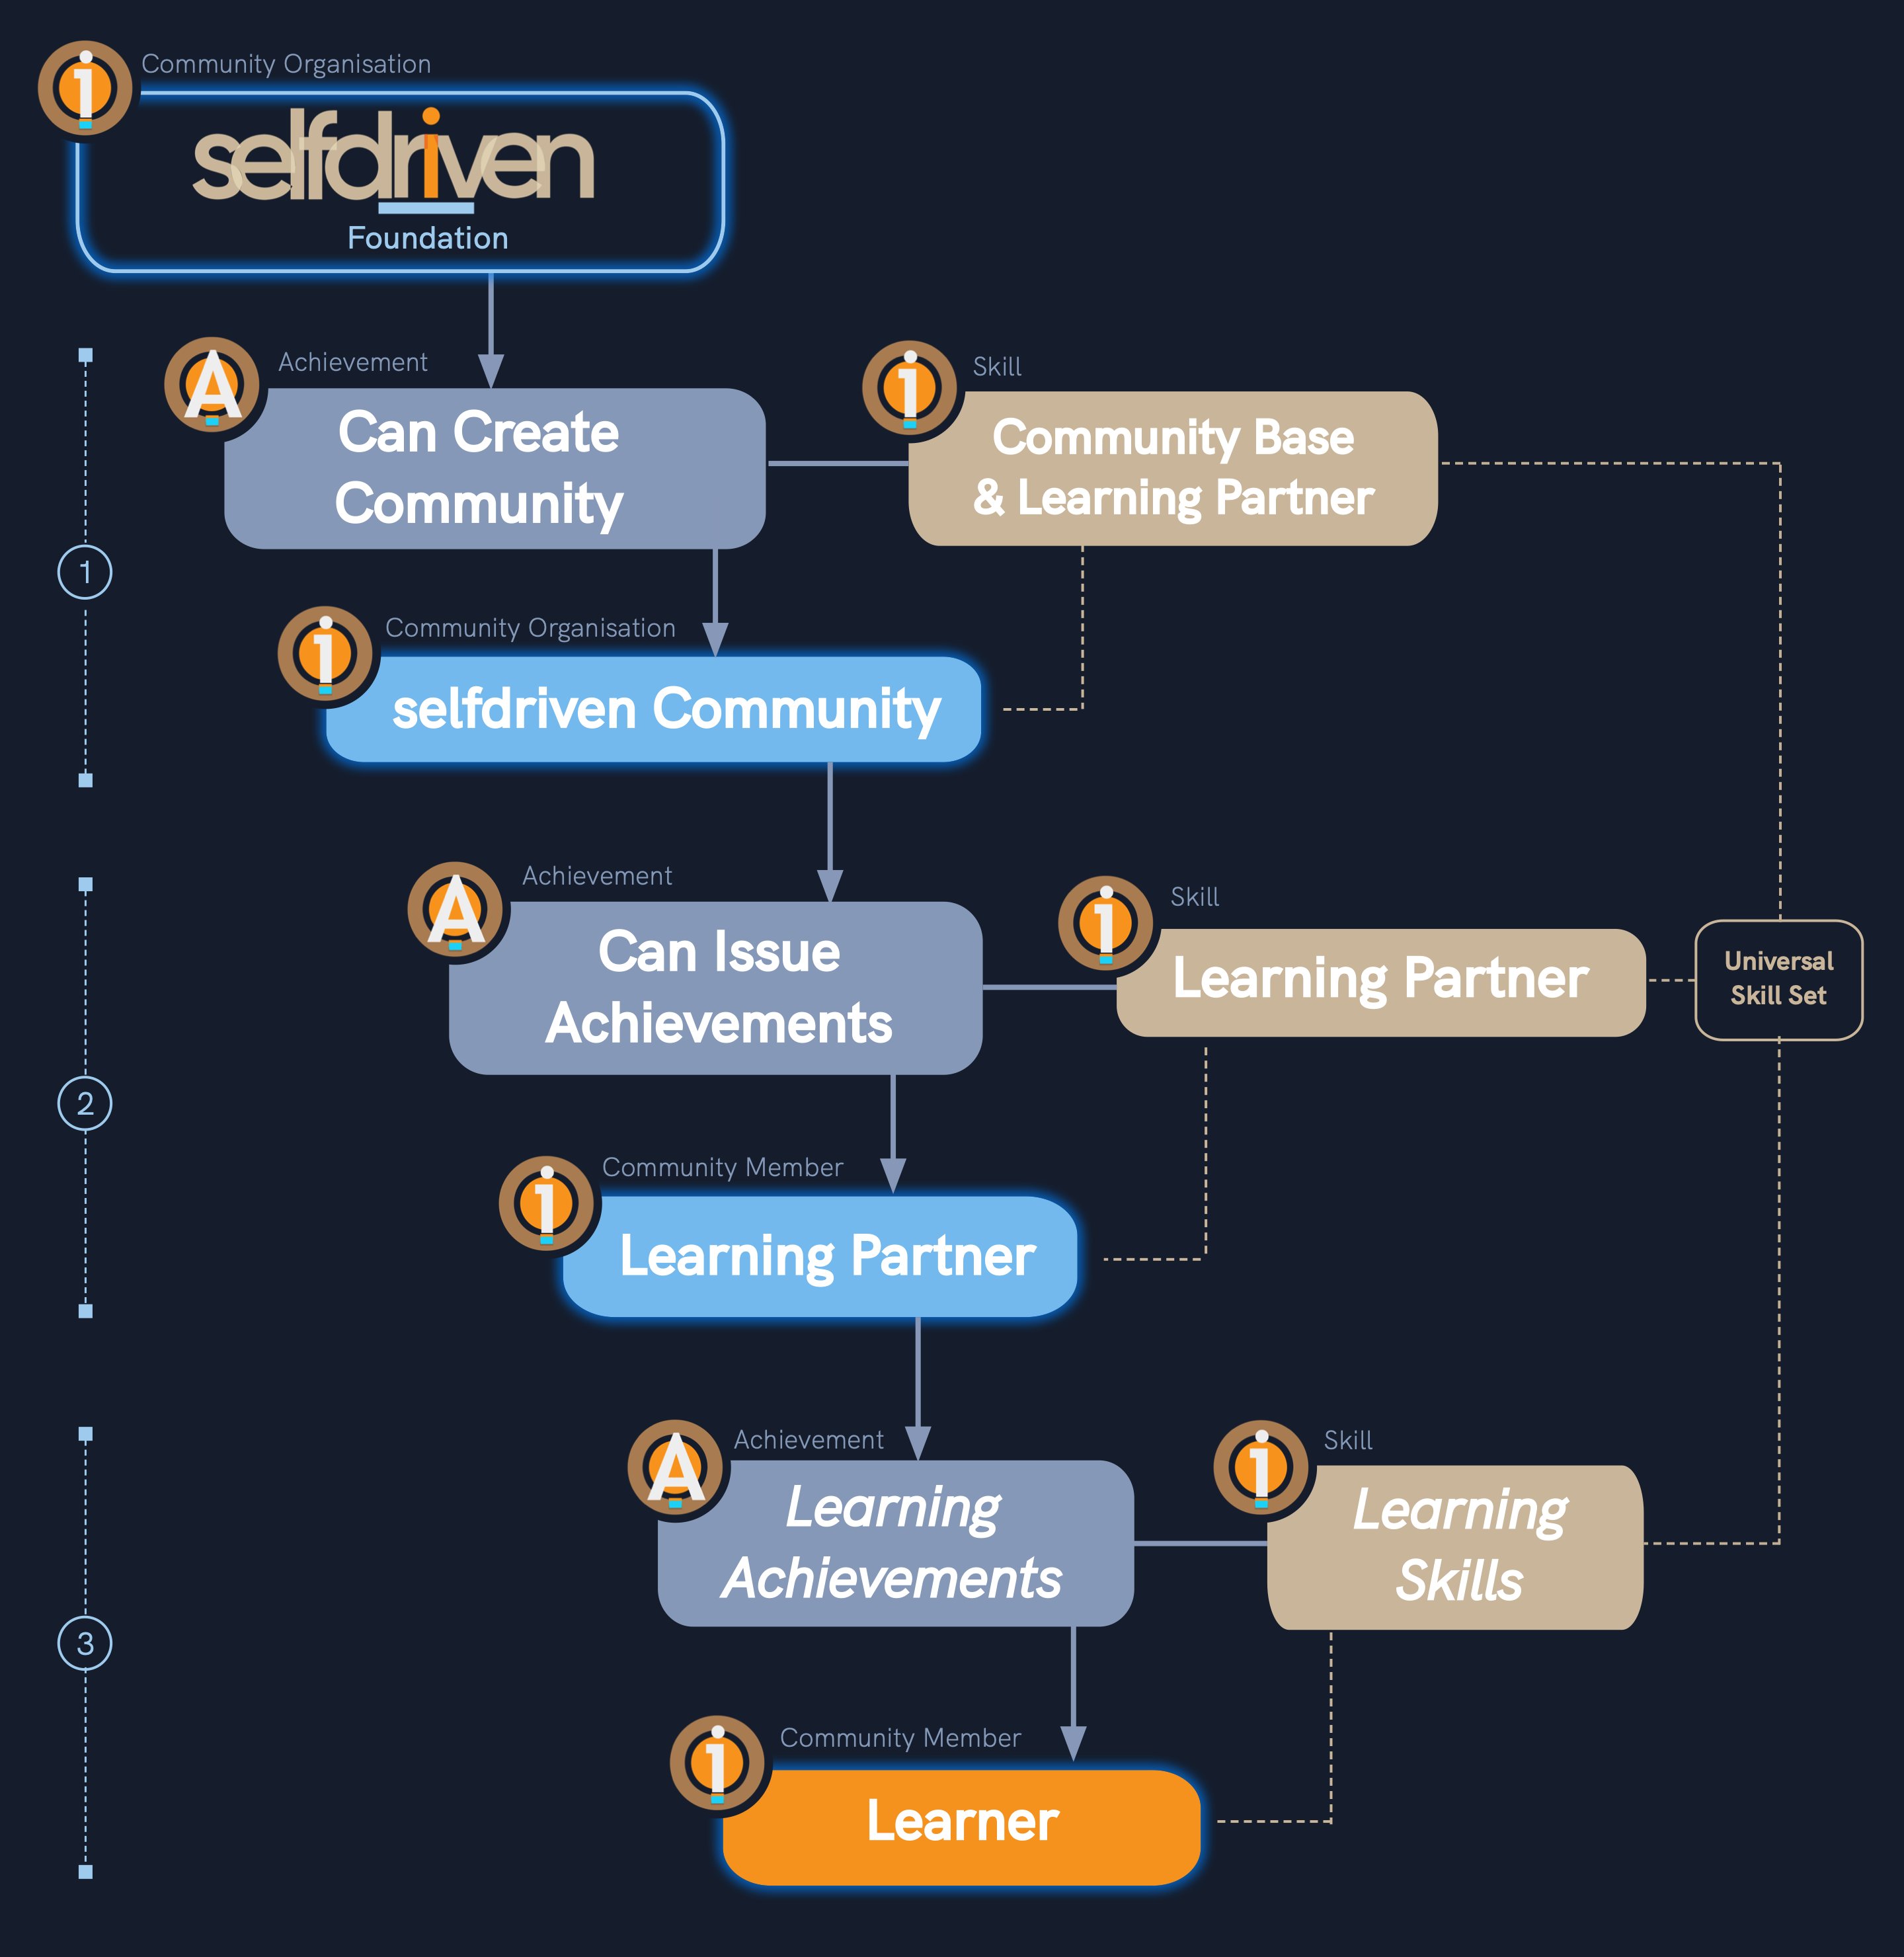 Community Organisation
selfdriven
Foundation
Achievement
Can Create
Community
Skill
Community Base
& Learning Partner
1
Community Organisation
selfdriven Community
Achievement
Can Issue
Achievements
Skill
Learning Partner
Universal
Skill Set
2
Community Member
Learning Partner
Achievement
Learning
Achievements
Skill
Learning
Skills
3
Community Member
Learner